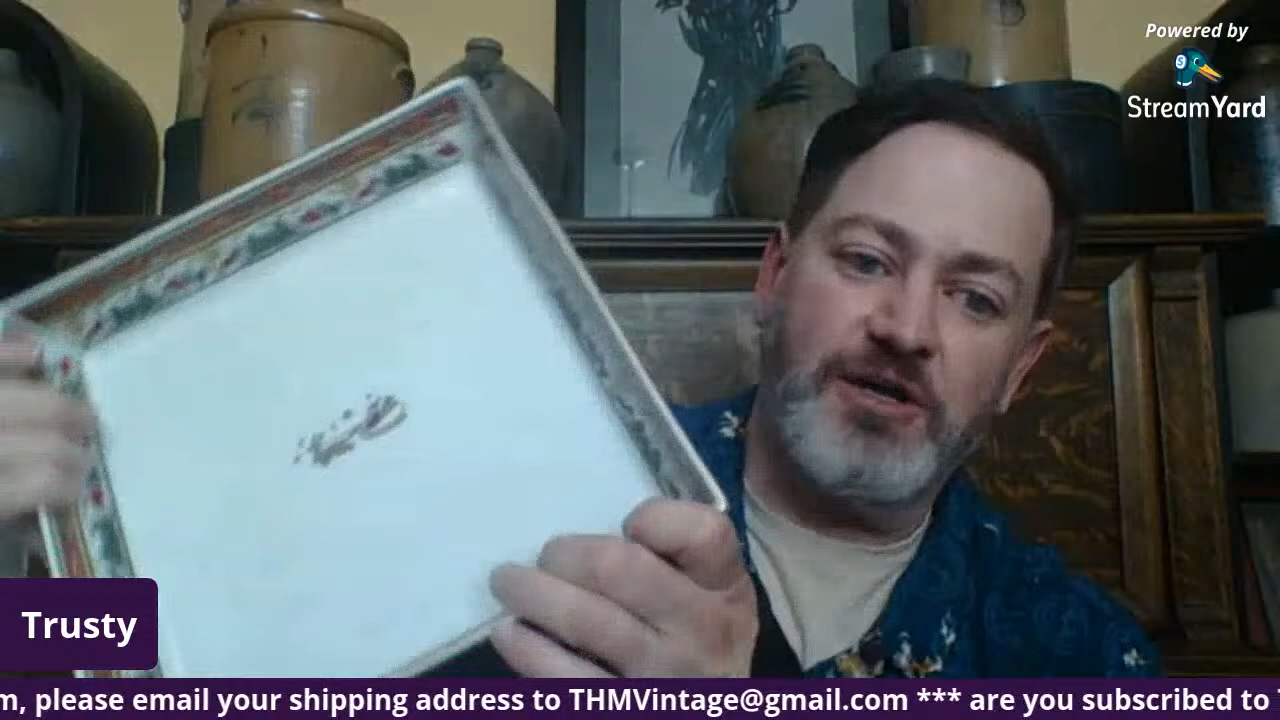 Powered by
StreamYard
Trusty
m, please email your shipping address to THMVintage@gmail.com *** are you subscribed to